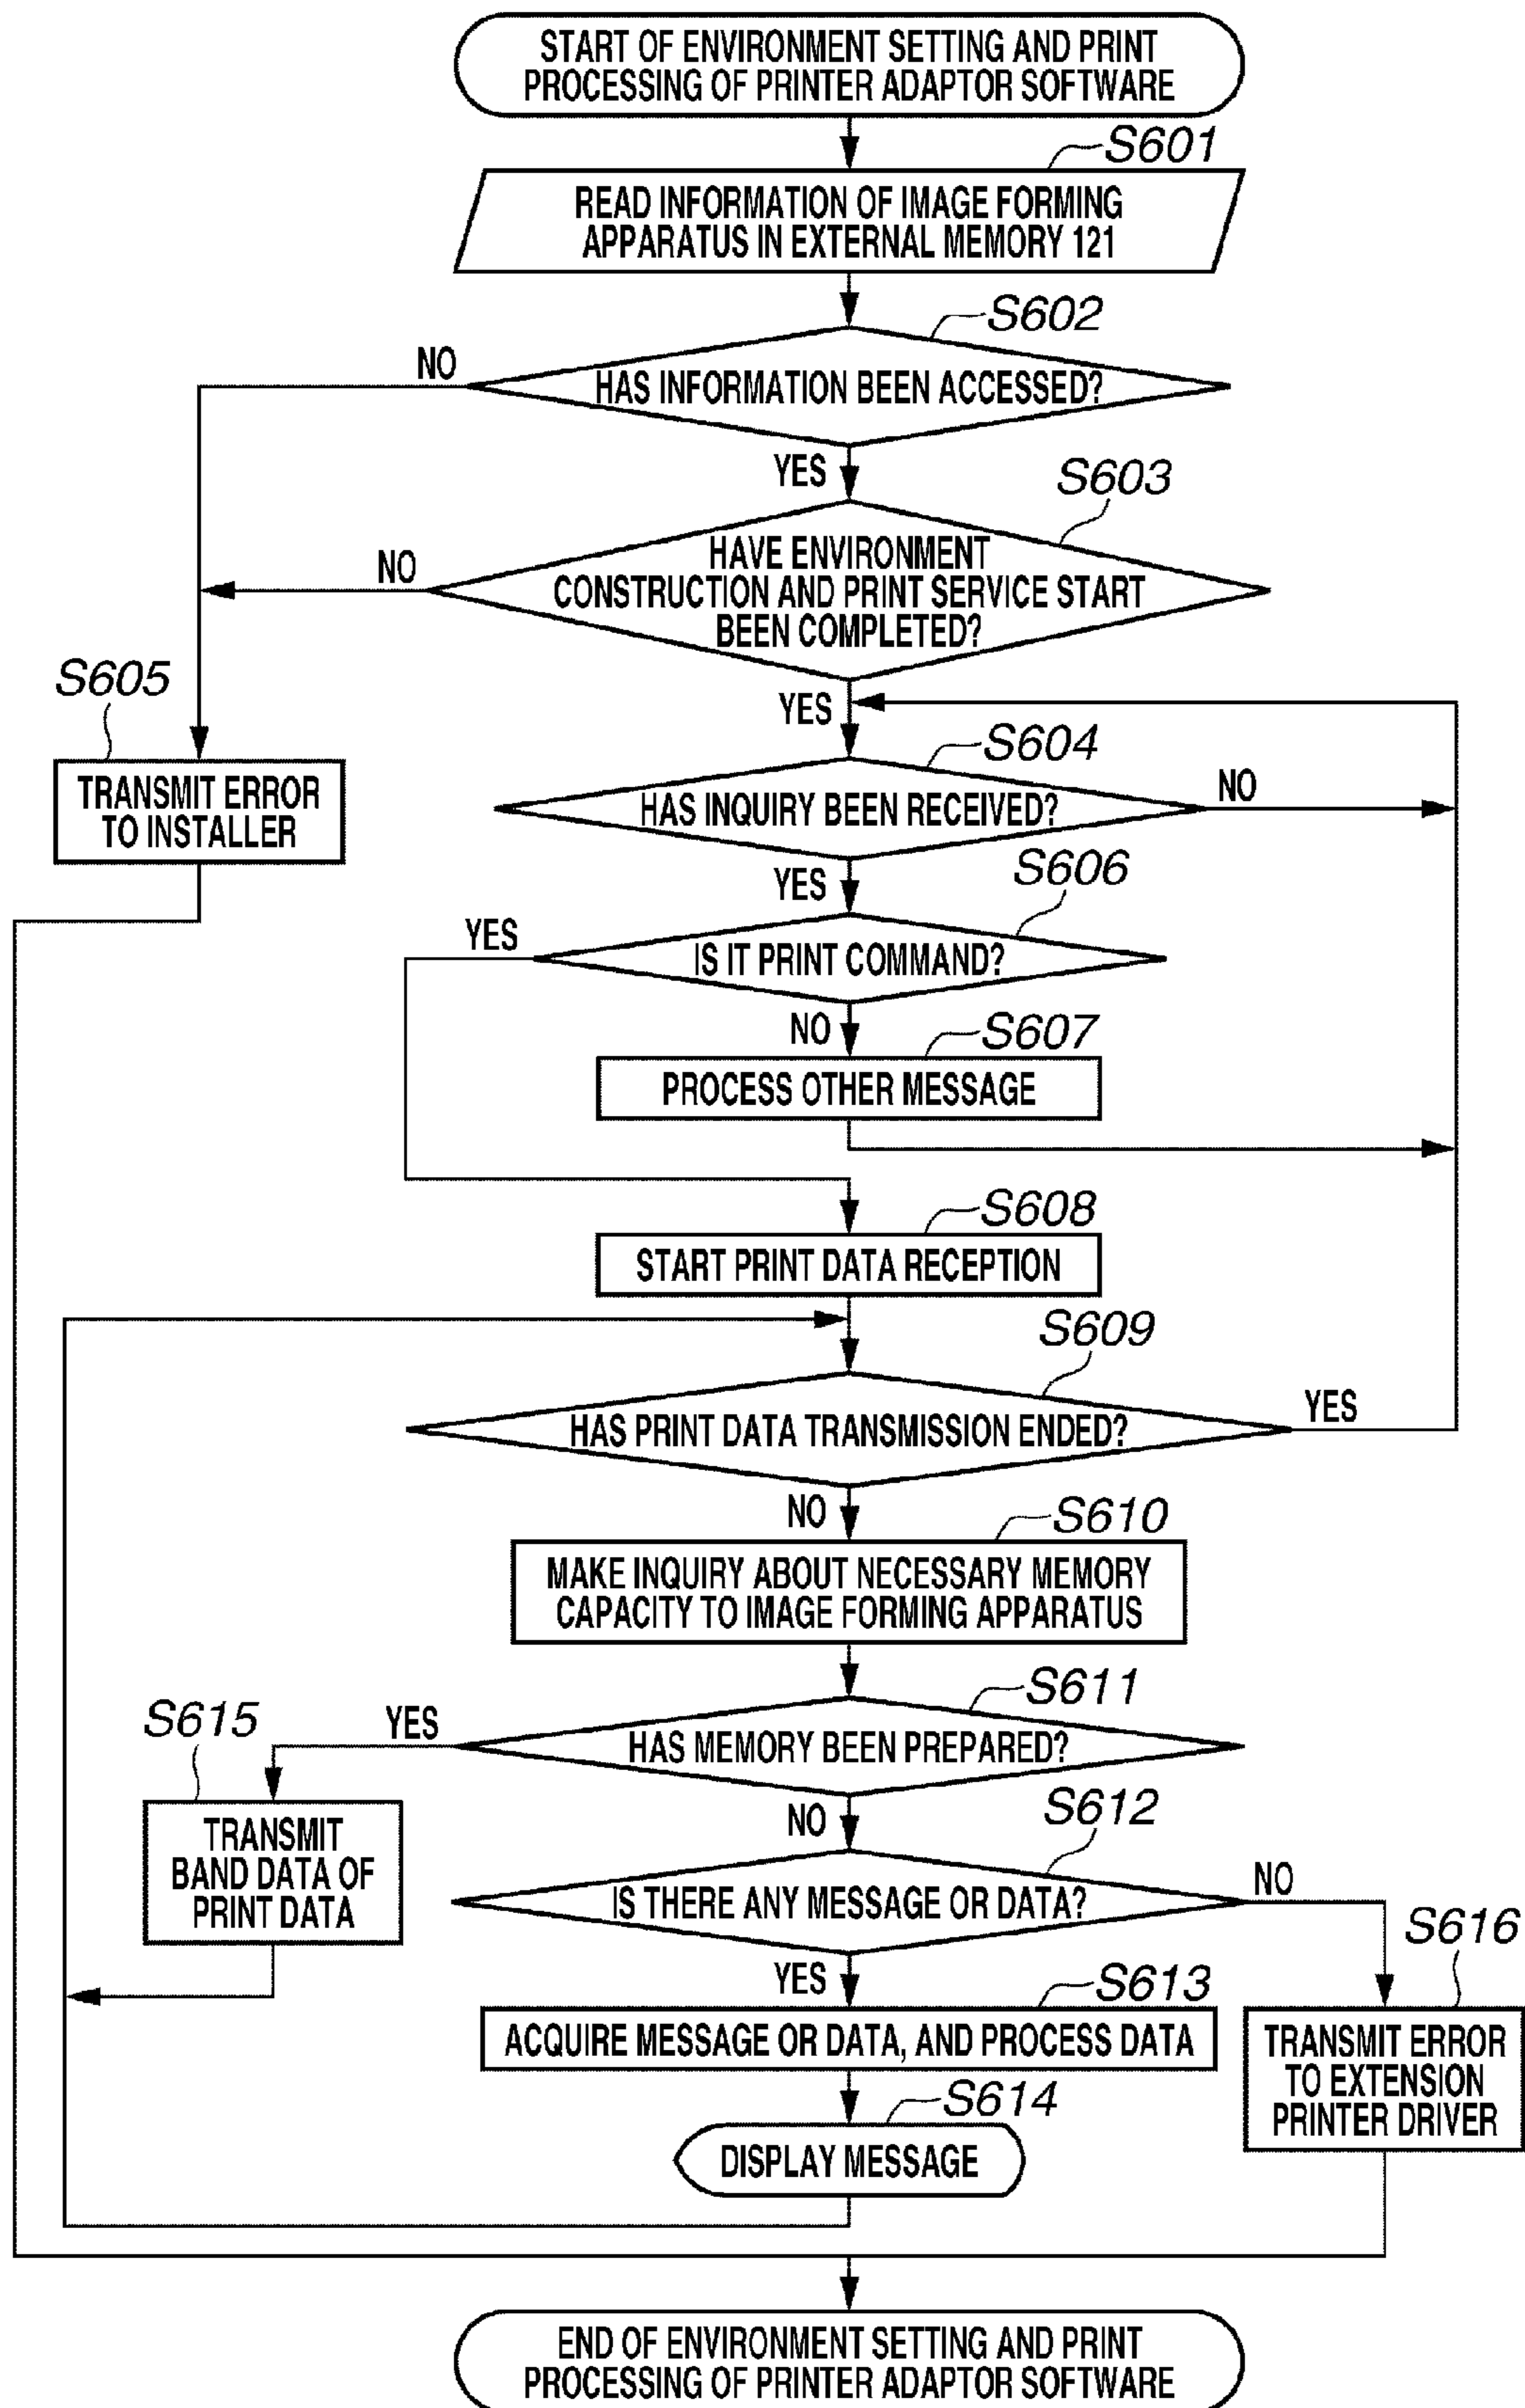 START OF ENVIRONMENT SETTING AND PRINT
PROCESSING OF PRINTER ADAPTOR SOFTWARE
S601
READ INFORMATION OF IMAGE FORMING
APPARATUS IN EXTERNAL MEMORY 121
S602
NO
HAS INFORMATION BEEN ACCESSED?
YES
S603
NO
HAVE ENVIRONMENT
CONSTRUCTION AND PRINT SERVICE START
BEEN COMPLETED?
S605
YES
TRANSMIT ERROR
TO INSTALLER
S604
HAS INQUIRY BEEN RECEIVED?
NO
YES
S606
YES
IS IT PRINT COMMAND?
NO
S607
PROCESS OTHER MESSAGE
S608
START PRINT DATA RECEPTION
S609
HAS PRINT DATA TRANSMISSION ENDED?
YES
NO
S610
MAKE INQUIRY ABOUT NECESSARY MEMORY
CAPACITY TO IMAGE FORMING APPARATUS
S611
S615
YES
HAS MEMORY BEEN PREPARED?
NO
TRANSMIT
BAND DATA OF
PRINT DATA
S612
IS THERE ANY MESSAGE OR DATA?
NO
S616
YES
S613
ACQUIRE MESSAGE OR DATA, AND PROCESS DATA
TRANSMIT ERROR
TO EXTENSION
PRINTER DRIVER
S614
DISPLAY MESSAGE
END OF ENVIRONMENT SETTING AND PRINT
PROCESSING OF PRINTER ADAPTOR SOFTWARE